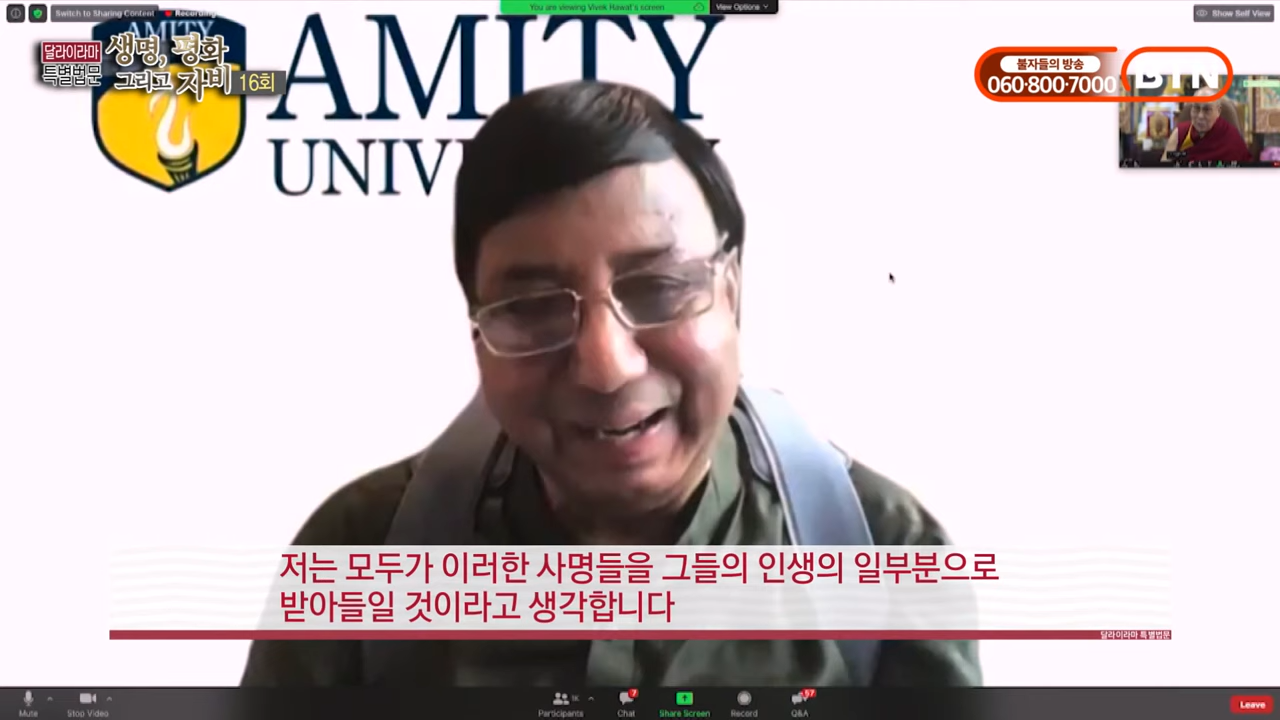 Switch to Sharing Content
Recording
You are viewing Vivek Rawat's screen
View Options
Show Self View
달라이라마
특별법문
생명, 평화
그리고 자비
16회
AMITY
AMITY
UNIV
불자들의 방송
060·800·7000
BTN
저는 모두가 이러한 사명들을 그들의 인생의 일부분으로
받아들일 것이라고 생각합니다
달라이라마 특별법문
Mute
Stop Video
Participants
1K
Chat
7
Share Screen
Record
Q&A
57
Leave